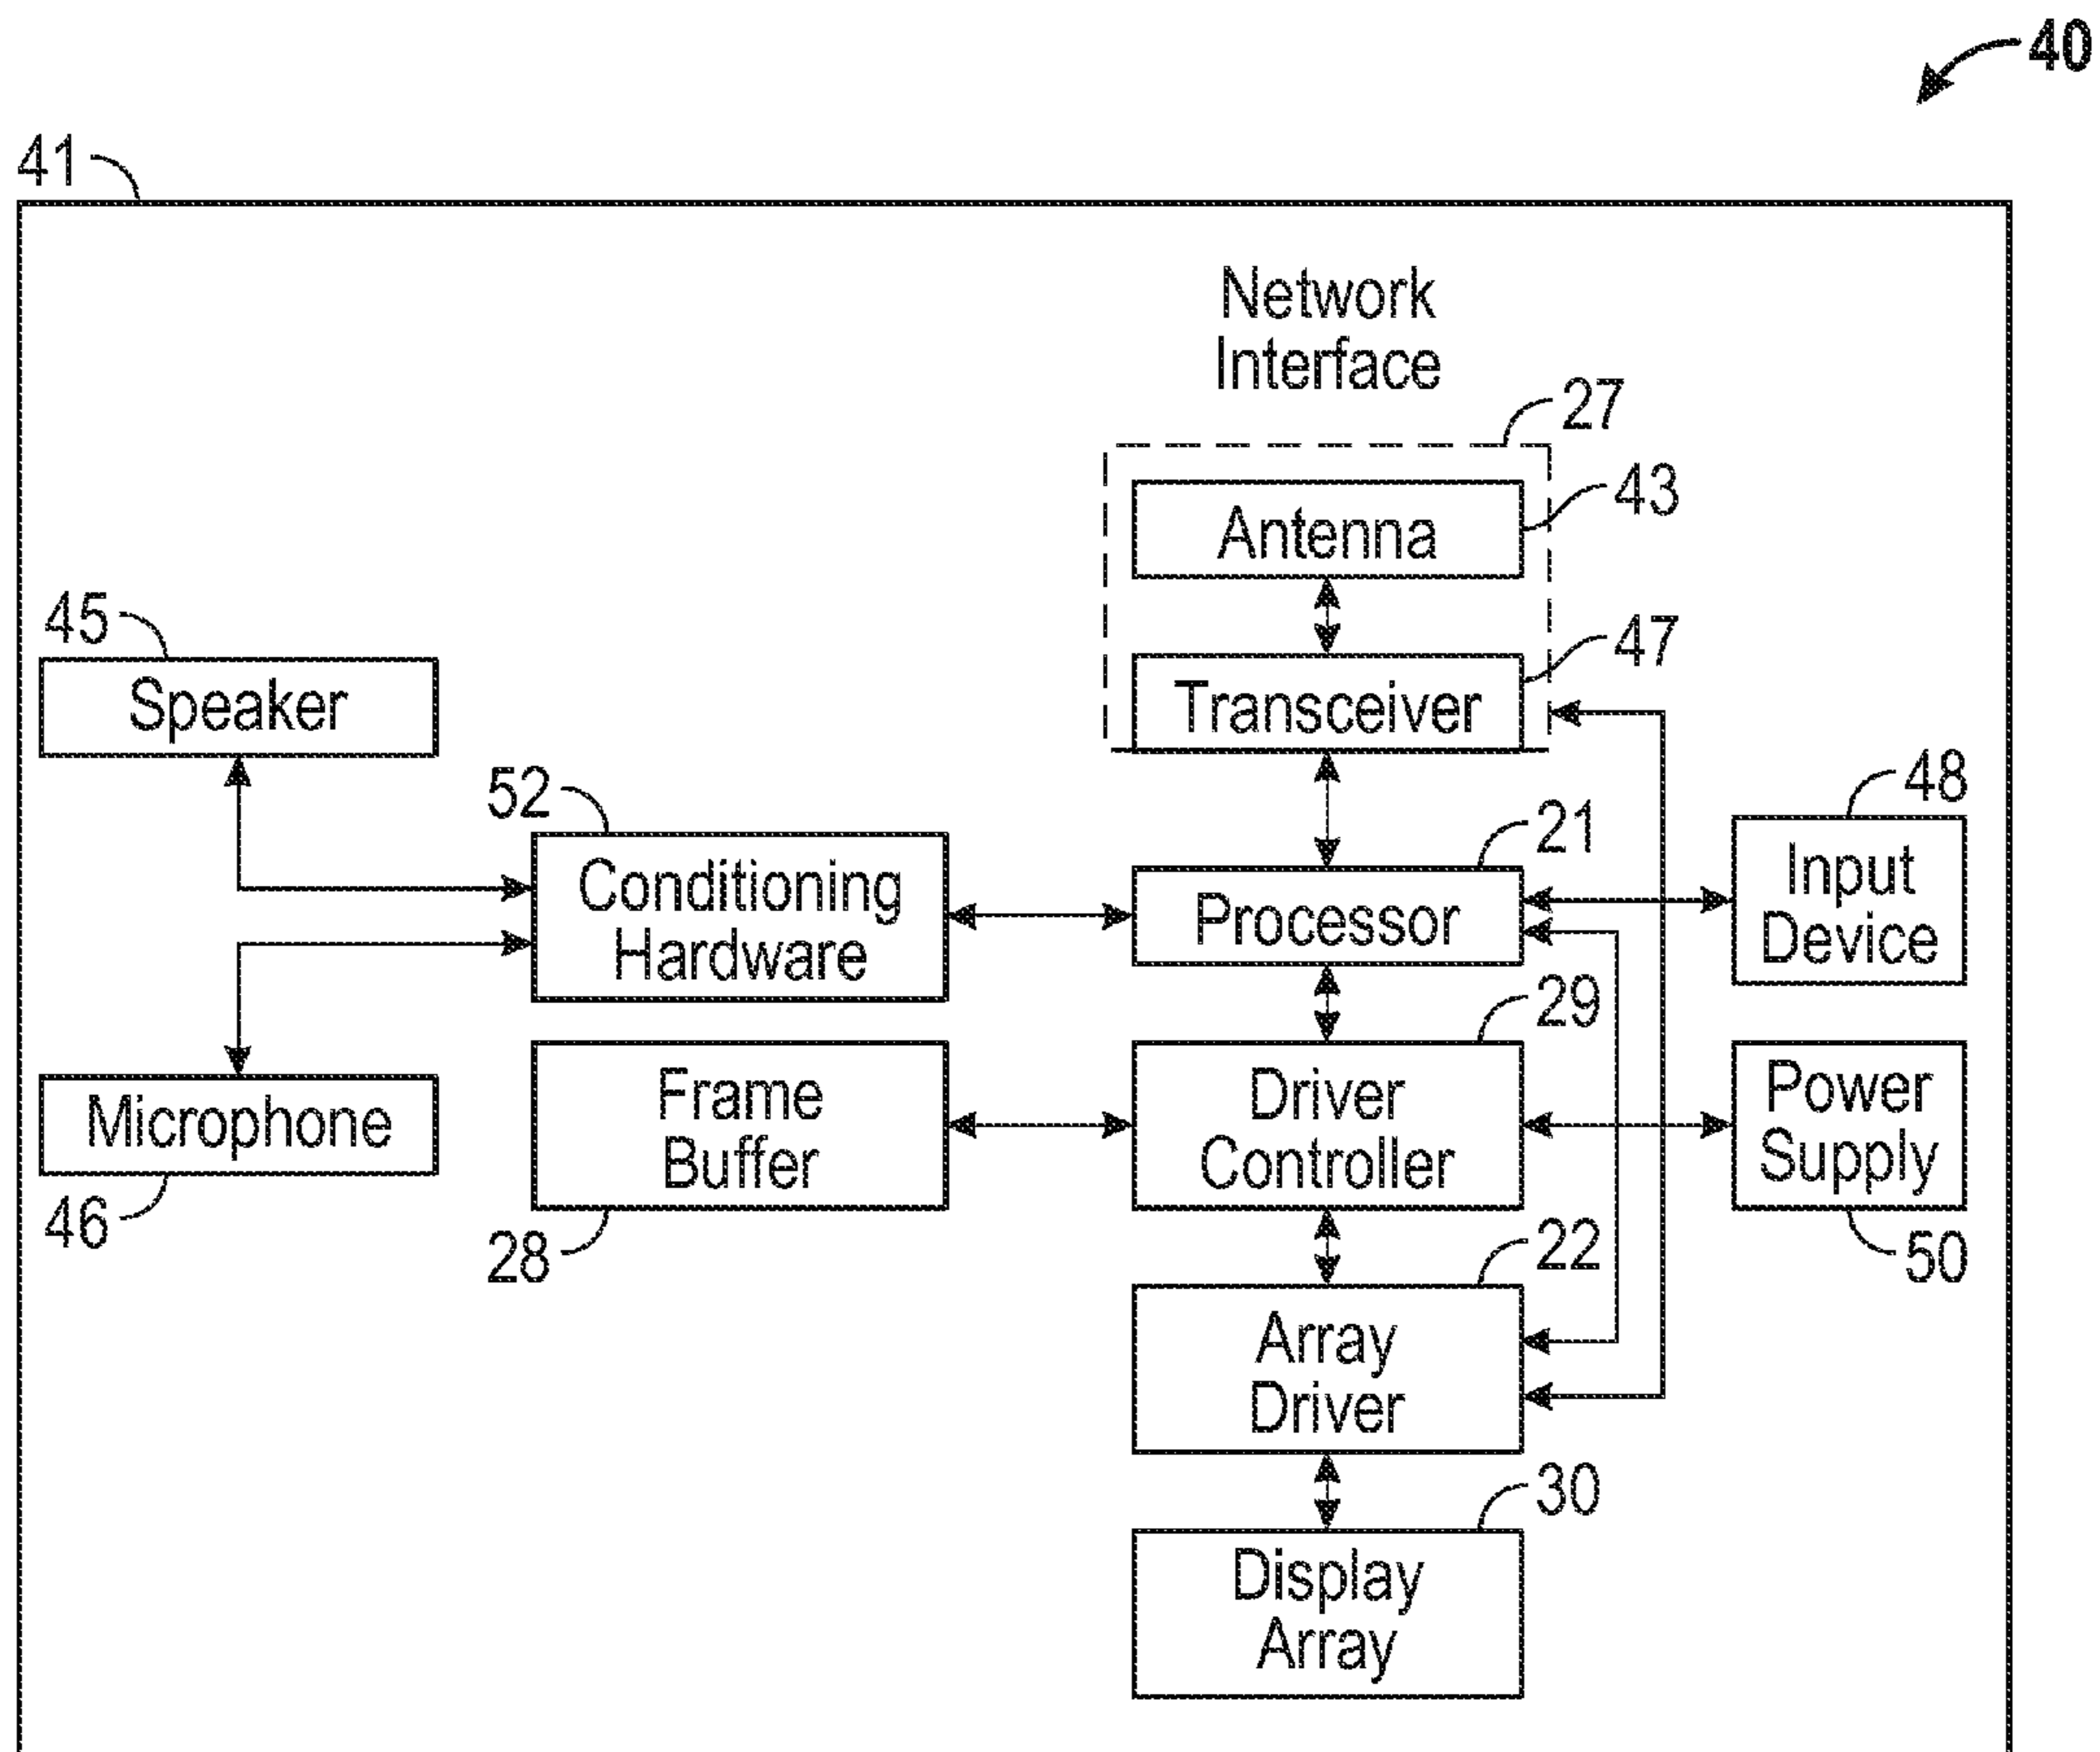 40
41
Network
Interface
27
Antenna
43
45
Speaker
47
Transceiver
52
Conditioning
Hardware
21
Processor
48
Input
Device
29
Microphone
46
Frame
Buffer
28
Driver
Controller
Power
Supply
50
22
Array
Driver
30
Display
Array